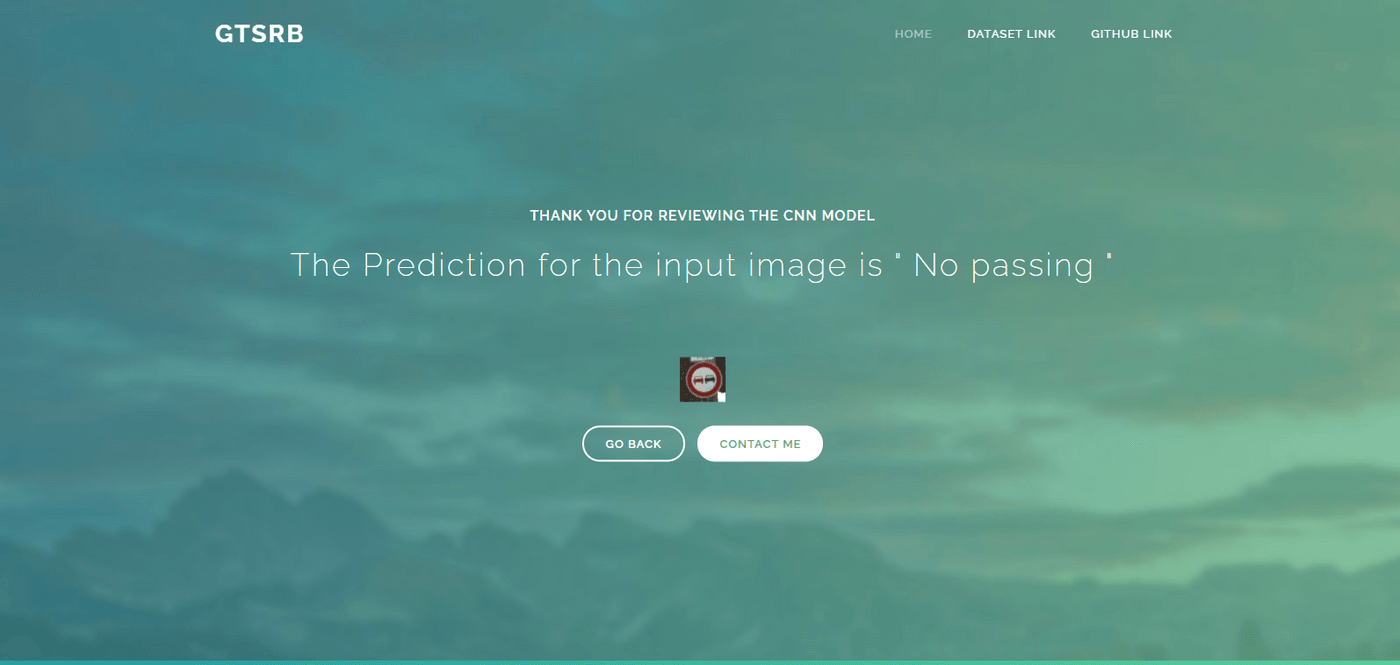 GTSRB
HOME DATASET LINK GITHUB LINK
THANK YOU FOR REVIEWING THE CNN MODEL
The Prediction for the input image is " No passing "
GO BACK CONTACT ME